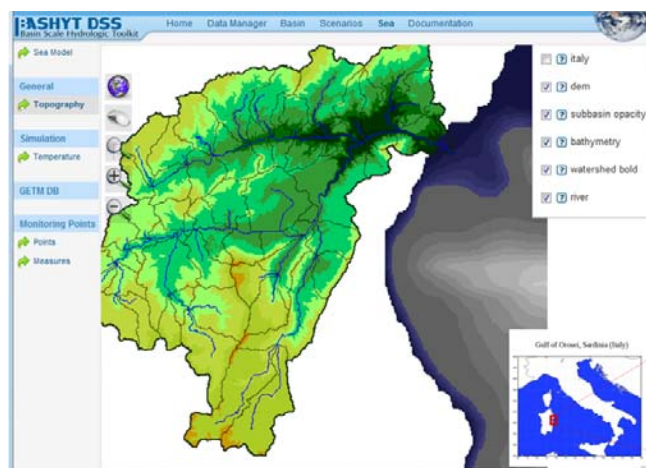 BASHYT DSS
Basin Scale Hydrologic Toolkit
Home Data Manager Basin Scenarios Sea Documentation
Sea Model
General
Topography
Simulation
Temperature
GETM DB
Monitoring Points
Points
Measures
italy
dem
subbasin opacity
bathymetry
watershed bold
river
Gulf of Orosei, Sardinia (Italy)